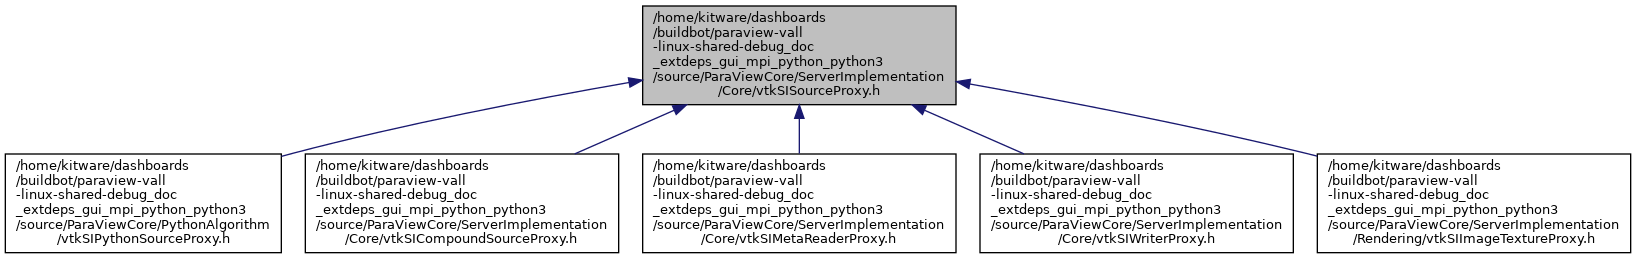 /home/kitware/dashboards
/buildbot/paraview-vall
-linux-shared-debug_doc
_extdeps_gui_mpi_python_python3
/source/ParaViewCore/ServerImplementation
/Core/vtkSISourceProxy.h
/home/kitware/dashboards
/buildbot/paraview-vall
-linux-shared-debug_doc
_extdeps_gui_mpi_python_python3
/source/ParaViewCore/PythonAlgorithm
/vtkSIPythonSourceProxy.h
/home/kitware/dashboards
/buildbot/paraview-vall
-linux-shared-debug_doc
_extdeps_gui_mpi_python_python3
/source/ParaViewCore/ServerImplementation
/Core/vtkSICompoundSourceProxy.h
/home/kitware/dashboards
/buildbot/paraview-vall
-linux-shared-debug_doc
_extdeps_gui_mpi_python_python3
/source/ParaViewCore/ServerImplementation
/Core/vtkSIMetaReaderProxy.h
/home/kitware/dashboards
/buildbot/paraview-vall
-linux-shared-debug_doc
_extdeps_gui_mpi_python_python3
/source/ParaViewCore/ServerImplementation
/Core/vtkSIWriterProxy.h
/home/kitware/dashboards
/buildbot/paraview-vall
-linux-shared-debug_doc
_extdeps_gui_mpi_python_python3
/source/ParaViewCore/ServerImplementation
/Rendering/vtkSIImageTextureProxy.h